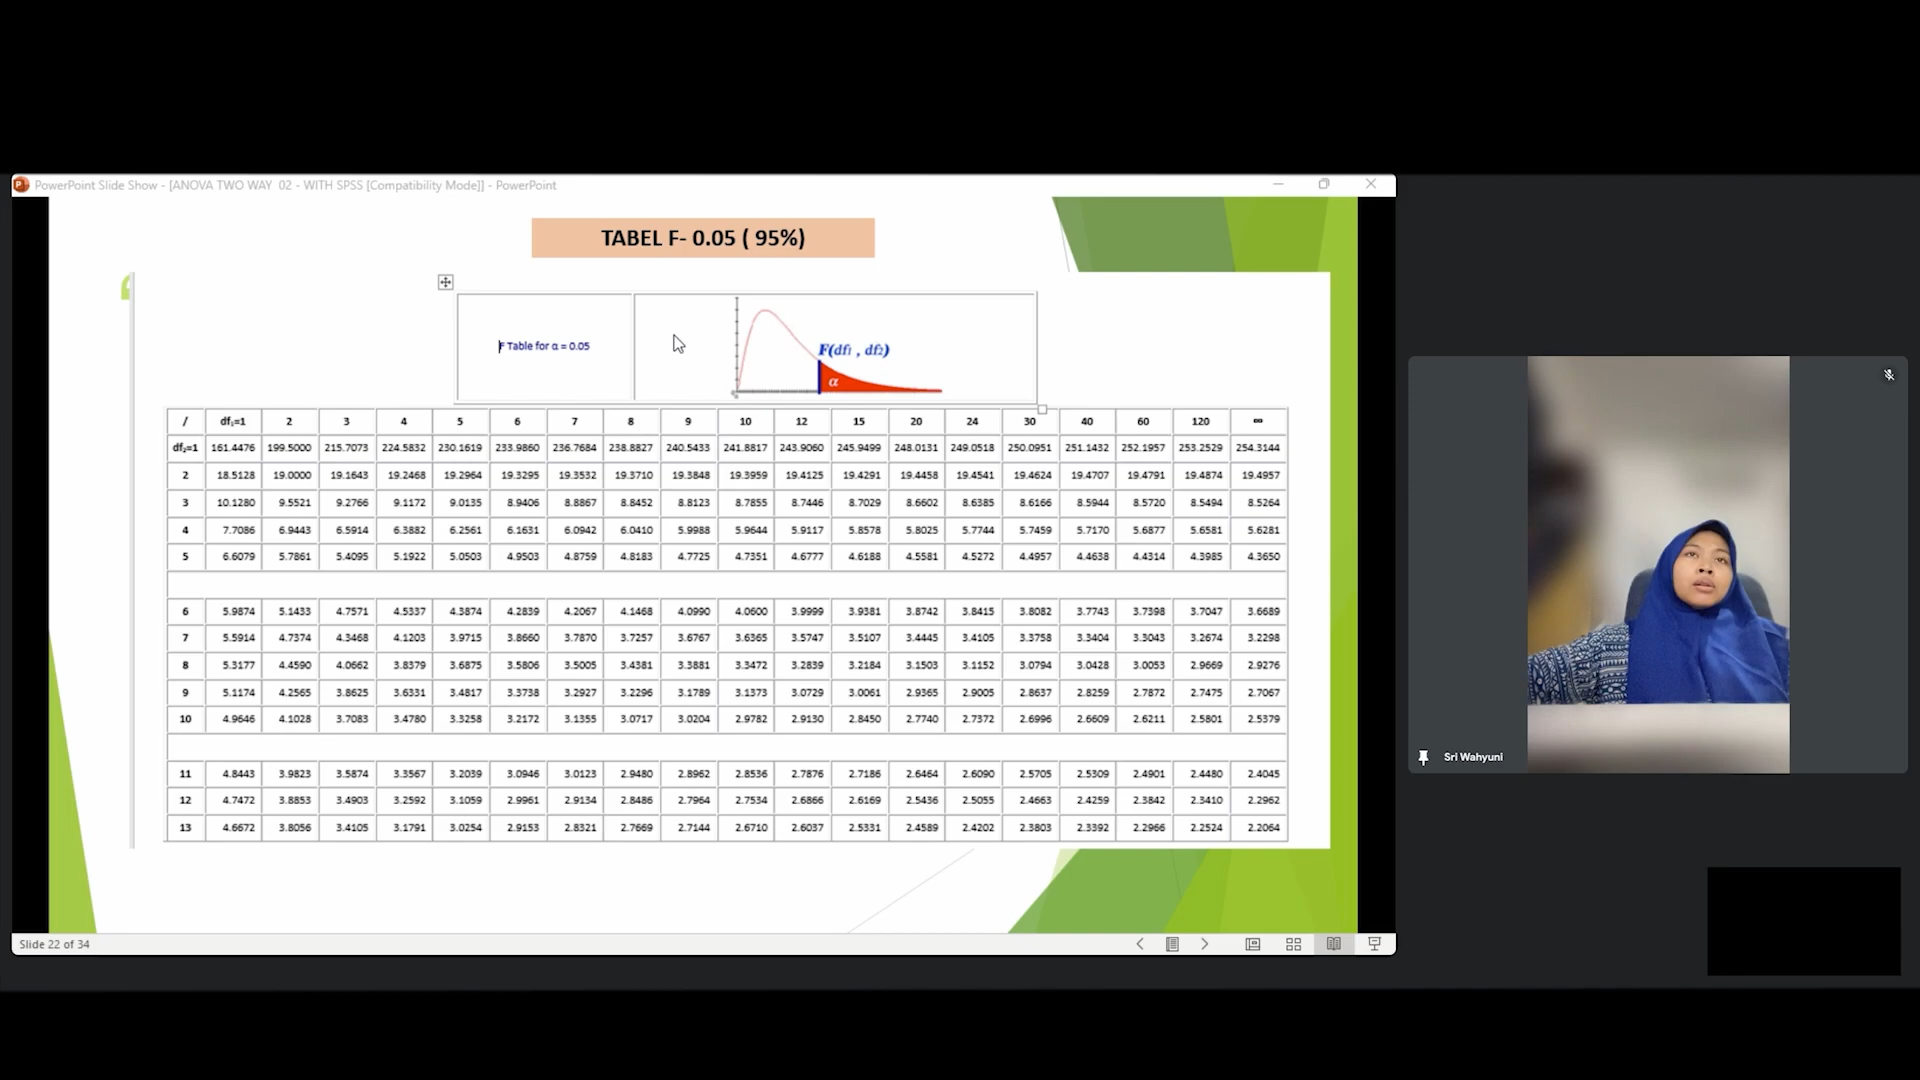 PowerPoint Slide Show - [ANOVA TWO WAY 02 - WITH SPSS [Compatibility Mode]] - PowerPoint
TABEL F- 0.05 ( 95%)
F Table for α = 0.05
F(df₁ , df₂)
α
/ df₁=1 2 3 4 5 6 7 8 9 10 12 15 20 24 30 40 60 120 ∞
df₂=1 161.4476 199.5000 215.7073 224.5832 230.1619 233.9860 236.7684 238.8827 240.5433 241.8817 243.9060 245.9499 248.0131 249.0518 250.0951 251.1432 252.1957 253.2529 254.3144
2 18.5128 19.0000 19.1643 19.2468 19.2964 19.3295 19.3532 19.3710 19.3848 19.3959 19.4125 19.4291 19.4458 19.4541 19.4624 19.4707 19.4791 19.4874 19.4957
3 10.1280 9.5521 9.2766 9.1172 9.0135 8.9406 8.8867 8.8452 8.8123 8.7855 8.7446 8.7029 8.6602 8.6385 8.6166 8.5944 8.5720 8.5494 8.5264
4 7.7086 6.9443 6.5914 6.3882 6.2561 6.1631 6.0942 6.0410 5.9988 5.9644 5.9117 5.8578 5.8025 5.7744 5.7459 5.7170 5.6877 5.6581 5.6281
5 6.6079 5.7861 5.4095 5.1922 5.0503 4.9503 4.8759 4.8183 4.7725 4.7351 4.6777 4.6188 4.5581 4.5272 4.4957 4.4638 4.4314 4.3985 4.3650
6 5.9874 5.1433 4.7571 4.5337 4.3874 4.2839 4.2067 4.1468 4.0990 4.0600 3.9999 3.9381 3.8742 3.8415 3.8082 3.7743 3.7398 3.7047 3.6689
7 5.5914 4.7374 4.3468 4.1203 3.9715 3.8660 3.7870 3.7257 3.6767 3.6365 3.5747 3.5107 3.4445 3.4105 3.3758 3.3404 3.3043 3.2674 3.2298
8 5.3177 4.4590 4.0662 3.8379 3.6875 3.5806 3.5005 3.4381 3.3881 3.3472 3.2839 3.2184 3.1503 3.1152 3.0794 3.0428 3.0053 2.9669 2.9276
9 5.1174 4.2565 3.8625 3.6331 3.4817 3.3738 3.2927 3.2296 3.1789 3.1373 3.0729 3.0061 2.9365 2.9005 2.8637 2.8259 2.7872 2.7475 2.7067
10 4.9646 4.1028 3.7083 3.4780 3.3258 3.2172 3.1355 3.0717 3.0204 2.9782 2.9130 2.8450 2.7740 2.7372 2.6996 2.6609 2.6211 2.5801 2.5379
11 4.8443 3.9823 3.5874 3.3567 3.2039 3.0946 3.0123 2.9480 2.8962 2.8536 2.7876 2.7186 2.6464 2.6090 2.5705 2.5309 2.4901 2.4480 2.4045
12 4.7472 3.8853 3.4903 3.2592 3.1059 2.9961 2.9134 2.8486 2.7964 2.7534 2.6866 2.6169 2.5436 2.5055 2.4663 2.4259 2.3842 2.3410 2.2962
13 4.6672 3.8056 3.4105 3.1791 3.0254 2.9153 2.8321 2.7669 2.7144 2.6710 2.6037 2.5331 2.4589 2.4202 2.3803 2.3392 2.2966 2.2524 2.2064
Slide 22 of 34
Sri Wahyuni